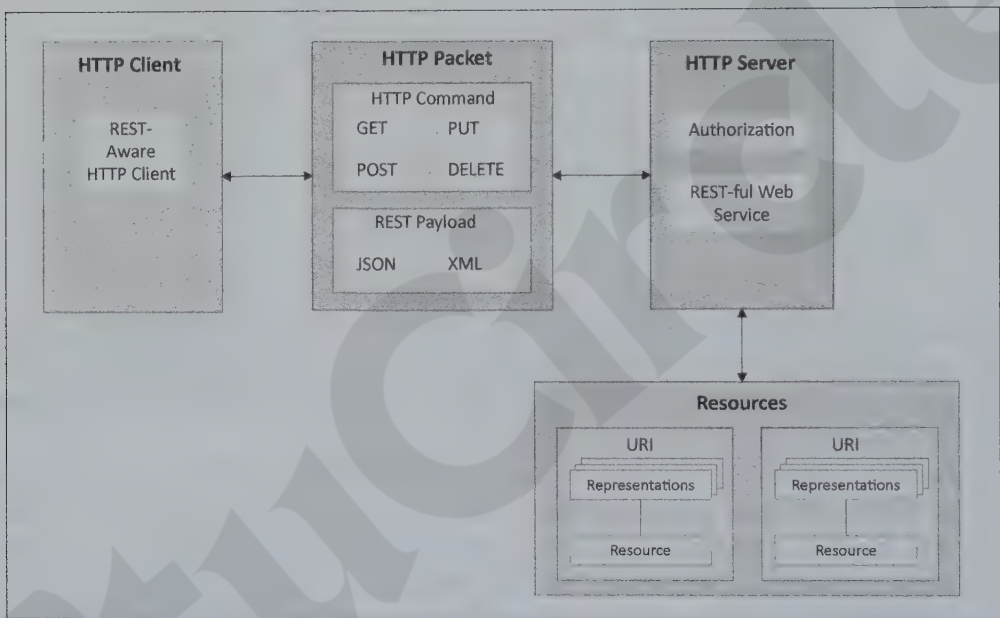 HTTP Client
REST-
Aware
HTTP Client
HTTP Packet
HTTP Command
GET PUT
POST DELETE
REST Payload
JSON XML
HTTP Server
Authorization
REST-ful Web
Service
Resources
URI
Representations
Resource
URI
Representations
Resource